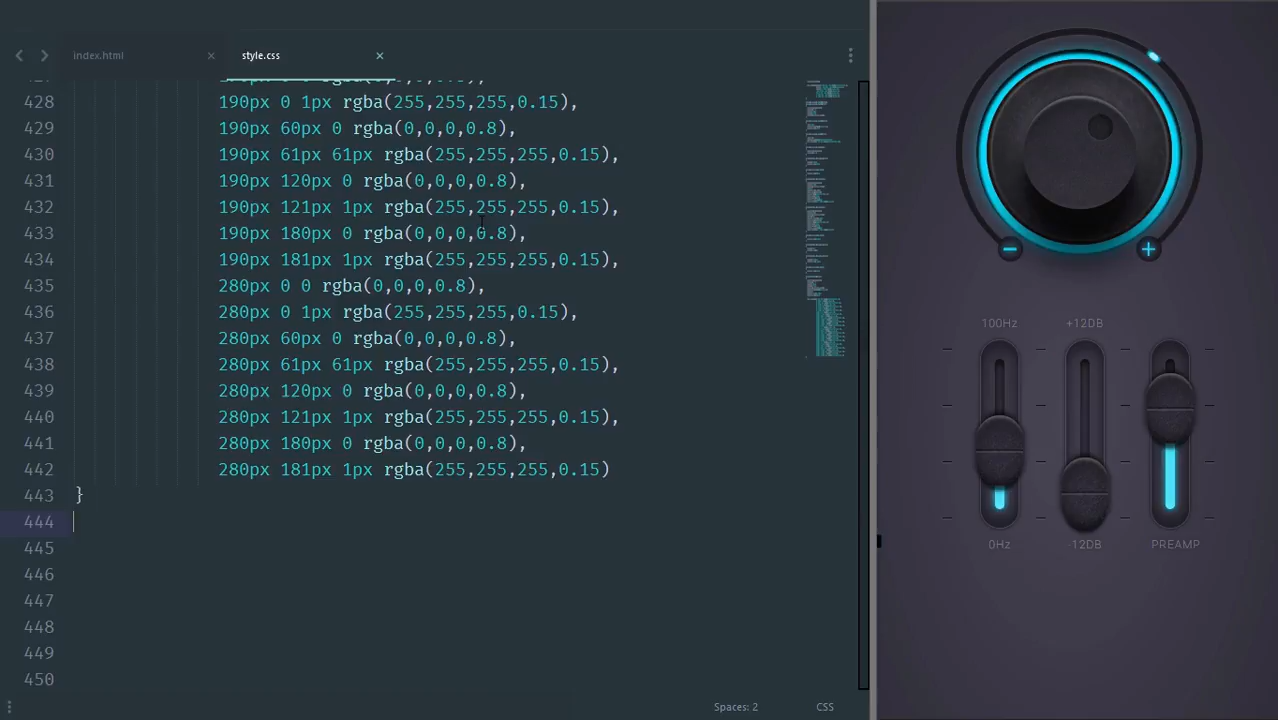 index.html × style.css ×
428 190px 0 1px rgba(255,255,255,0.15),
429 190px 60px 0 rgba(0,0,0,0.8),
430 190px 61px 61px rgba(255,255,255,0.15),
431 190px 120px 0 rgba(0,0,0,0.8),
432 190px 121px 1px rgba(255,255,255,0.15),
433 190px 180px 0 rgba(0,0,0,0.8),
434 190px 181px 1px rgba(255,255,255,0.15),
435 280px 0 0 rgba(0,0,0,0.8),
436 280px 0 1px rgba(255,255,255,0.15),
437 280px 60px 0 rgba(0,0,0,0.8),
438 280px 61px 61px rgba(255,255,255,0.15),
439 280px 120px 0 rgba(0,0,0,0.8),
440 280px 121px 1px rgba(255,255,255,0.15),
441 280px 180px 0 rgba(0,0,0,0.8),
442 280px 181px 1px rgba(255,255,255,0.15)
443 }
444
445
446
447
448
449
450
Spaces: 2 CSS
100Hz +12DB
0Hz -12DB PREAMP